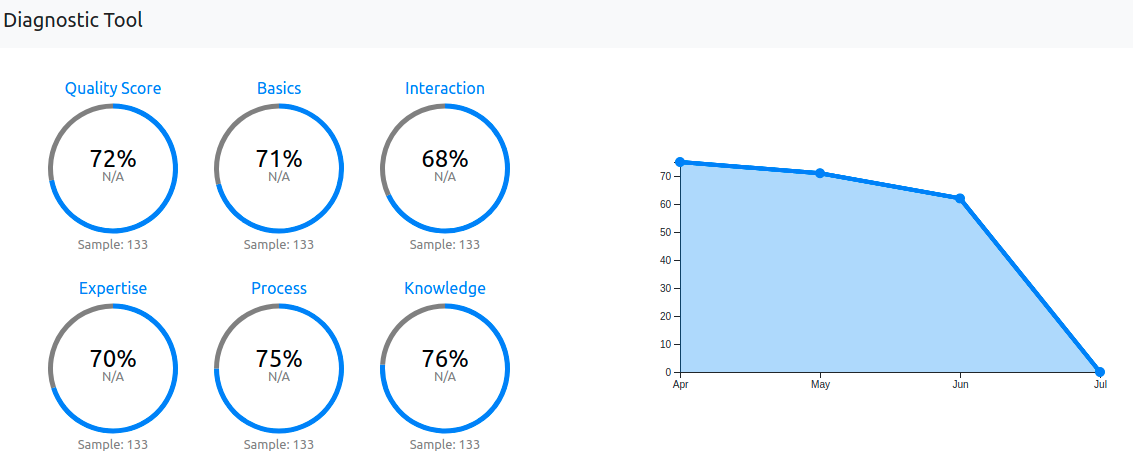 Diagnostic Tool
Quality Score
72%
N/A
Sample: 133
Basics
71%
N/A
Sample: 133
Interaction
68%
N/A
Sample: 133
Expertise
70%
N/A
Sample: 133
Process
75%
N/A
Sample: 133
Knowledge
76%
N/A
Sample: 133
70
60
50
40
30
20
10
0
Apr May Jun Jul